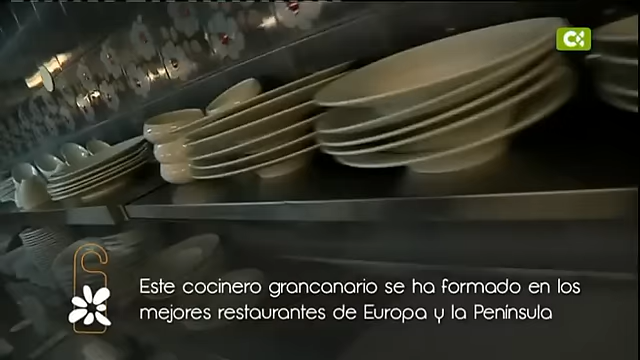 Este cocinero grancanario se ha formado en los
mejores restaurantes de Europa y la Península